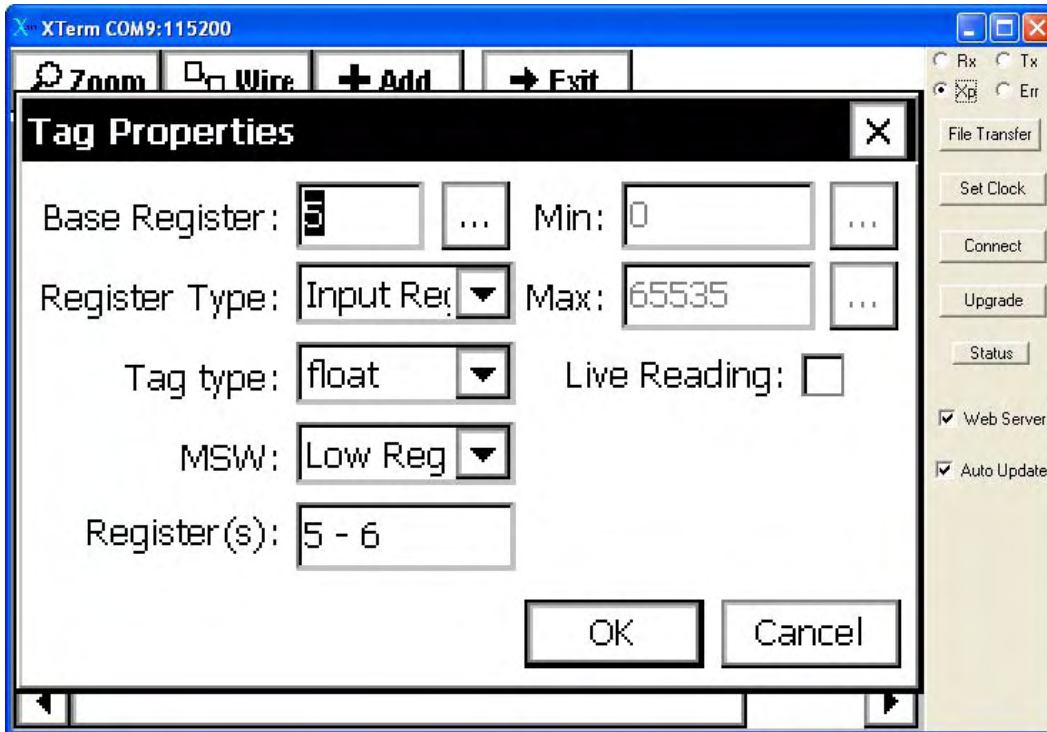 XTerm COM9:115200
Zoom Wire Add Exit
Rx Tx
Xp Err
File Transfer
Set Clock
Connect
Upgrade
Status
Web Server
Auto Update
Tag Properties
Base Register: 5 ... Min: 0 ...
Register Type: Input Reg Max: 65535 ...
Tag type: float Live Reading:
MSW: Low Reg
Register(s): 5 - 6
OK Cancel